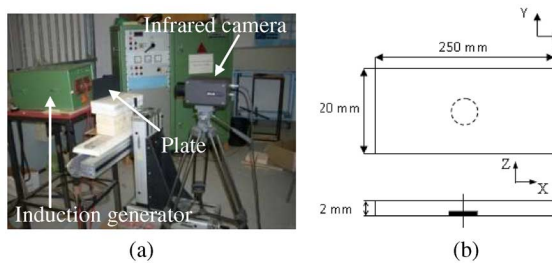 Infrared camera
Plate
Induction generator
(a)
Y
250 mm
20 mm
Z
X
2 mm
(b)